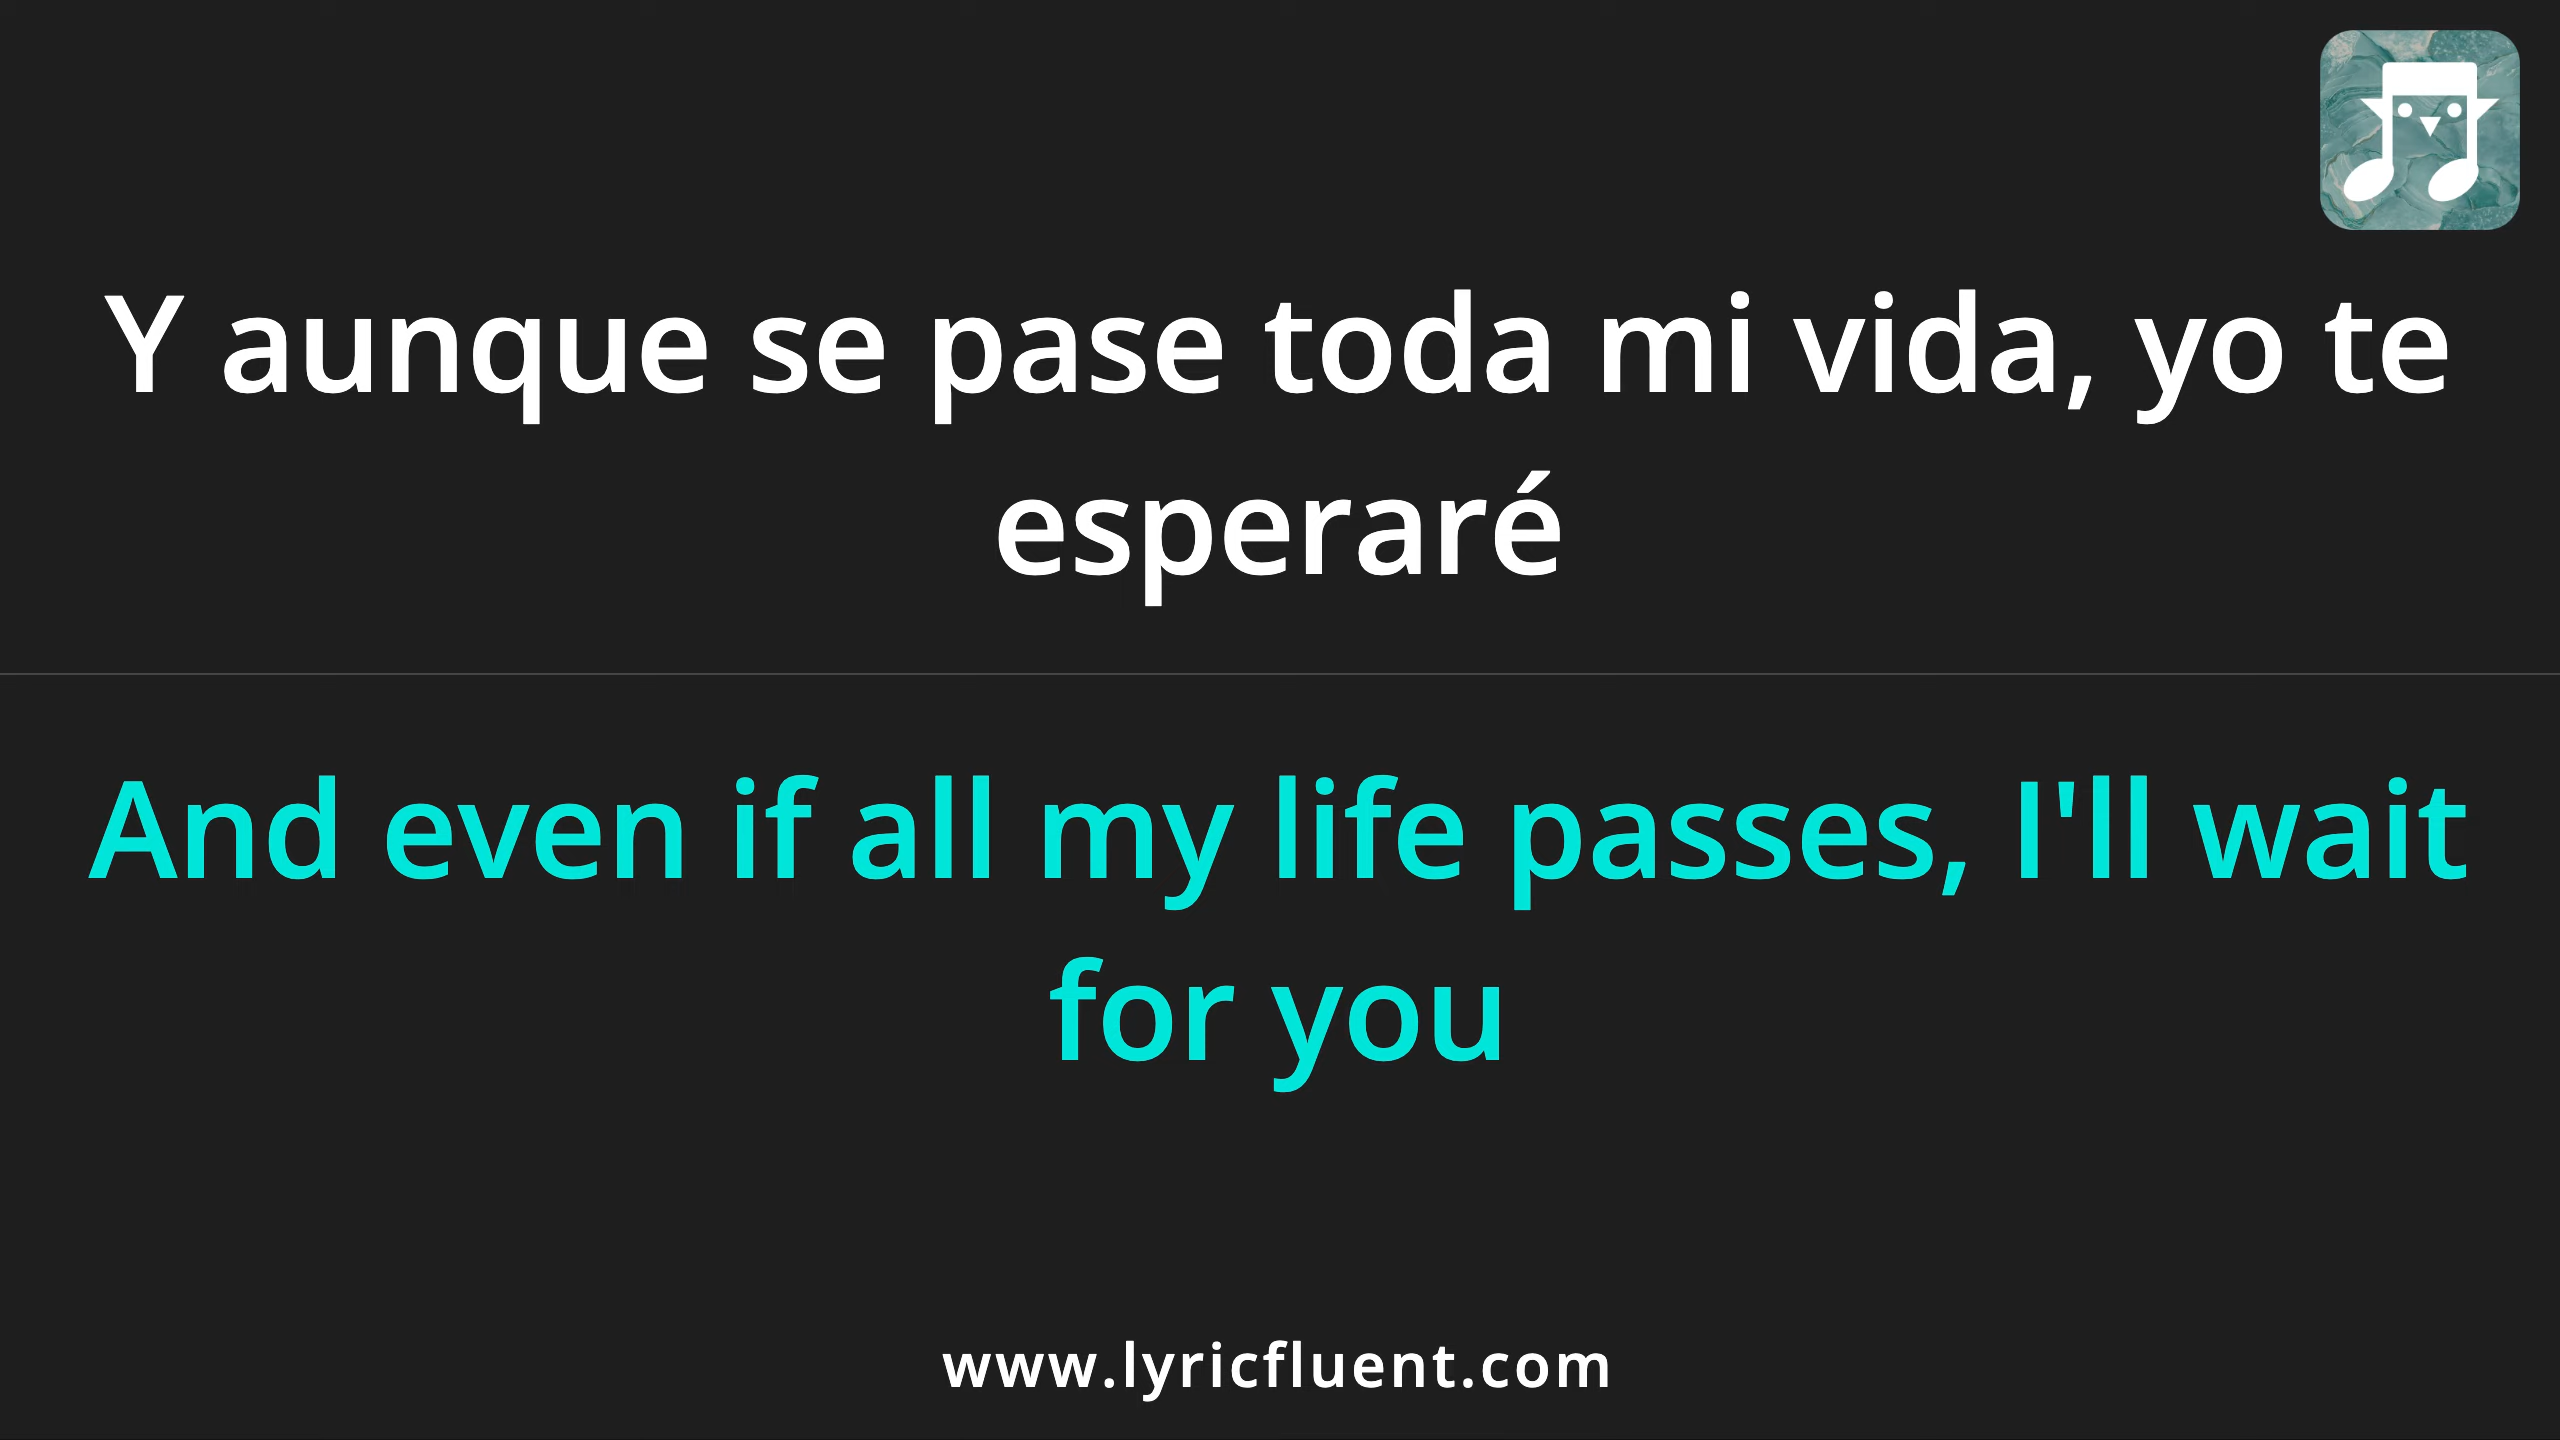 Y aunque se pase toda mi vida, yo te
esperaré
And even if all my life passes, I'll wait
for you
www.lyricfluent.com